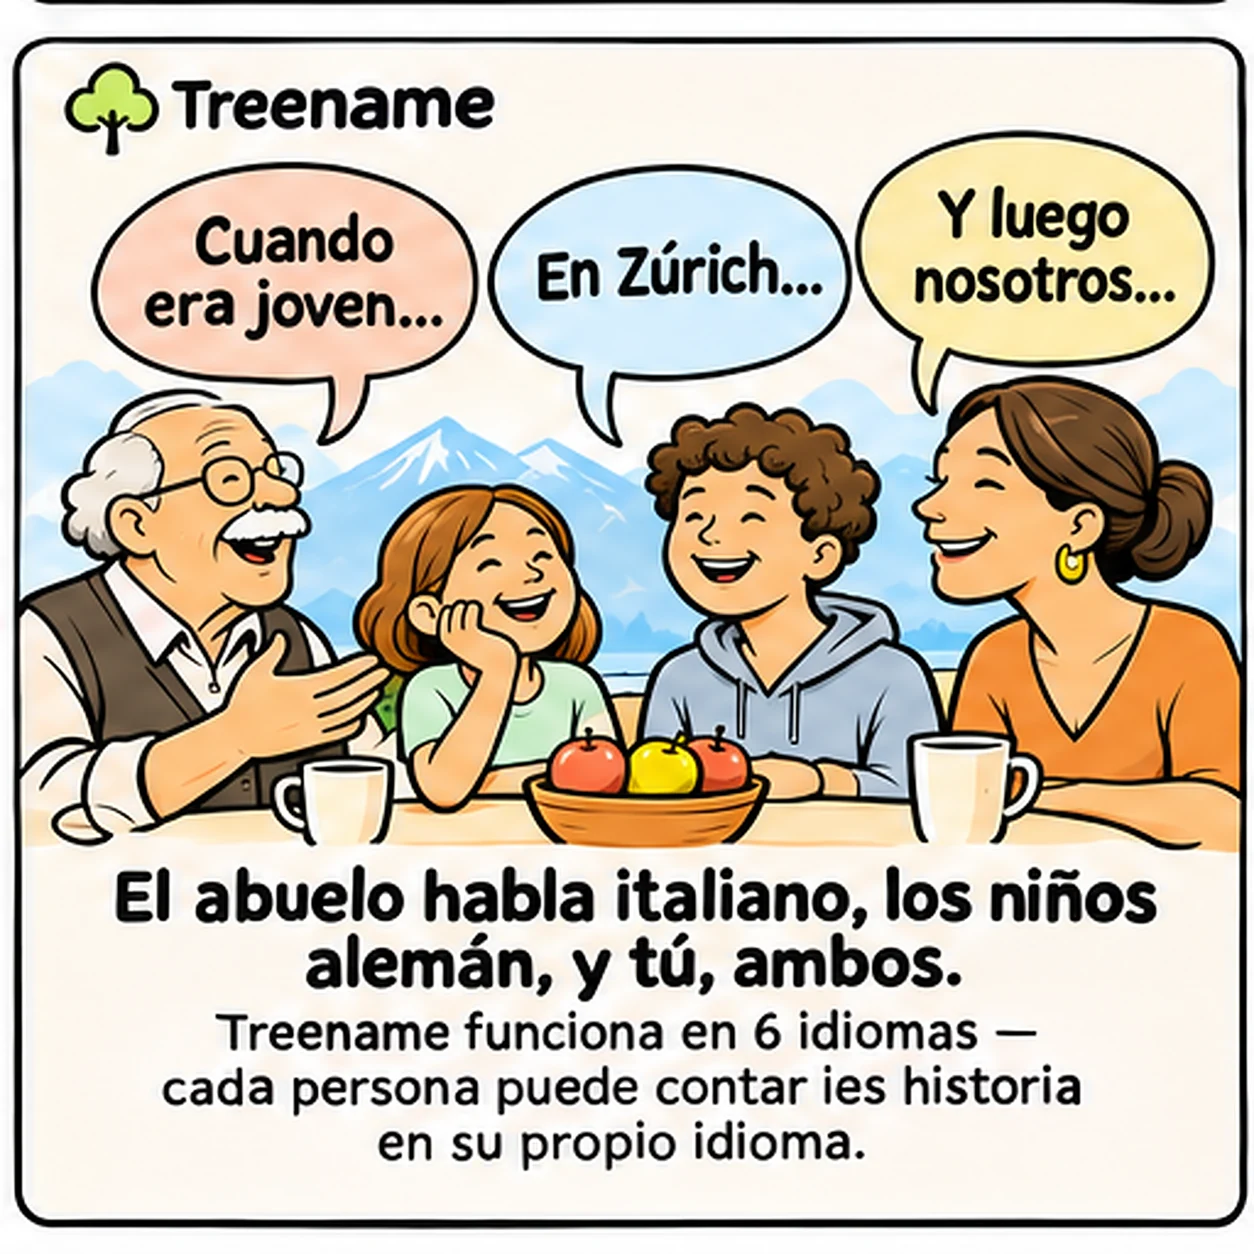 Treename
Cuando
era joven...
En Zúrich...
Y luego
nosotros...
El abuelo habla italiano, los niños
alemán, y tú, ambos.
Treename funciona en 6 idiomas —
cada persona puede contar ies historia
en su propio idioma.